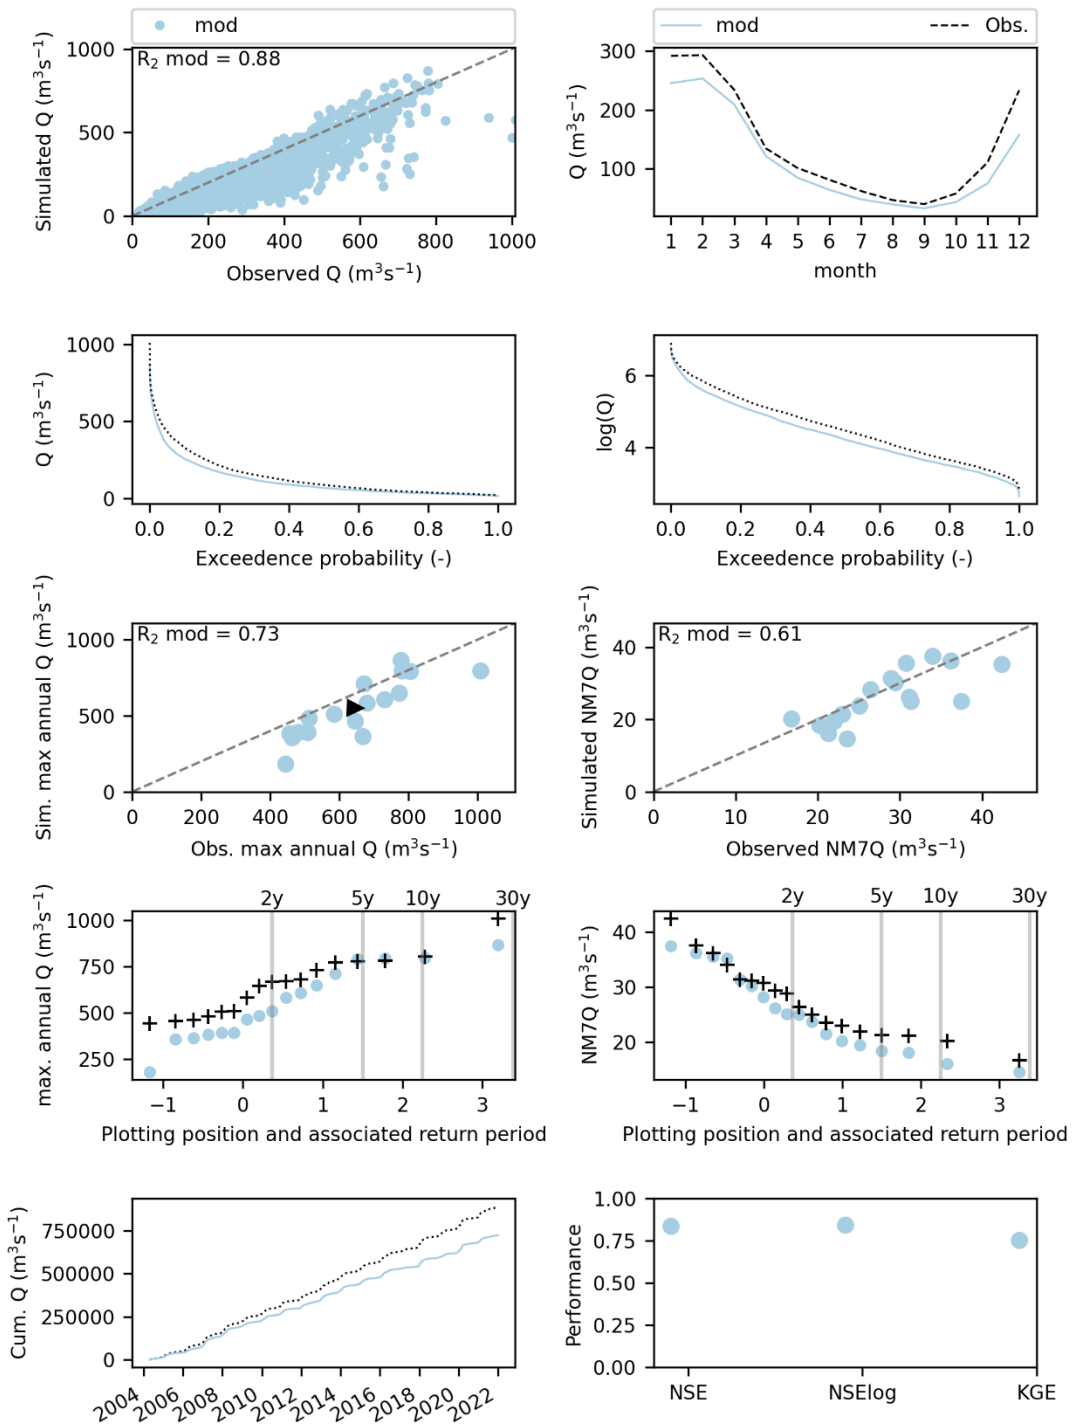 mod
mod Obs.
R₂ mod = 0.88
Simulated Q (m³s⁻¹)
1000
500
0
0 200 400 600 800 1000
Observed Q (m³s⁻¹)
Q (m³s⁻¹)
300
200
100
1 2 3 4 5 6 7 8 9 10 11 12
month
Q (m³s⁻¹)
1000
500
0
0.0 0.2 0.4 0.6 0.8 1.0
Exceedence probability (-)
log(Q)
6
4
0.0 0.2 0.4 0.6 0.8 1.0
Exceedence probability (-)
R₂ mod = 0.73
Sim. max annual Q (m³s⁻¹)
1000
500
0
0 200 400 600 800 1000
Obs. max annual Q (m³s⁻¹)
R₂ mod = 0.61
Simulated NM7Q (m³s⁻¹)
40
20
0
0 10 20 30 40
Observed NM7Q (m³s⁻¹)
2y 5y 10y 30y
max. annual Q (m³s⁻¹)
1000
750
500
250
−1 0 1 2 3
Plotting position and associated return period
2y 5y 10y 30y
NM7Q (m³s⁻¹)
40
30
20
−1 0 1 2 3
Plotting position and associated return period
Cum. Q (m³s⁻¹)
750000
500000
250000
0
2004 2006 2008 2010 2012 2014 2016 2018 2020 2022
Performance
1.00
0.75
0.50
0.25
0.00
NSE NSElog KGE